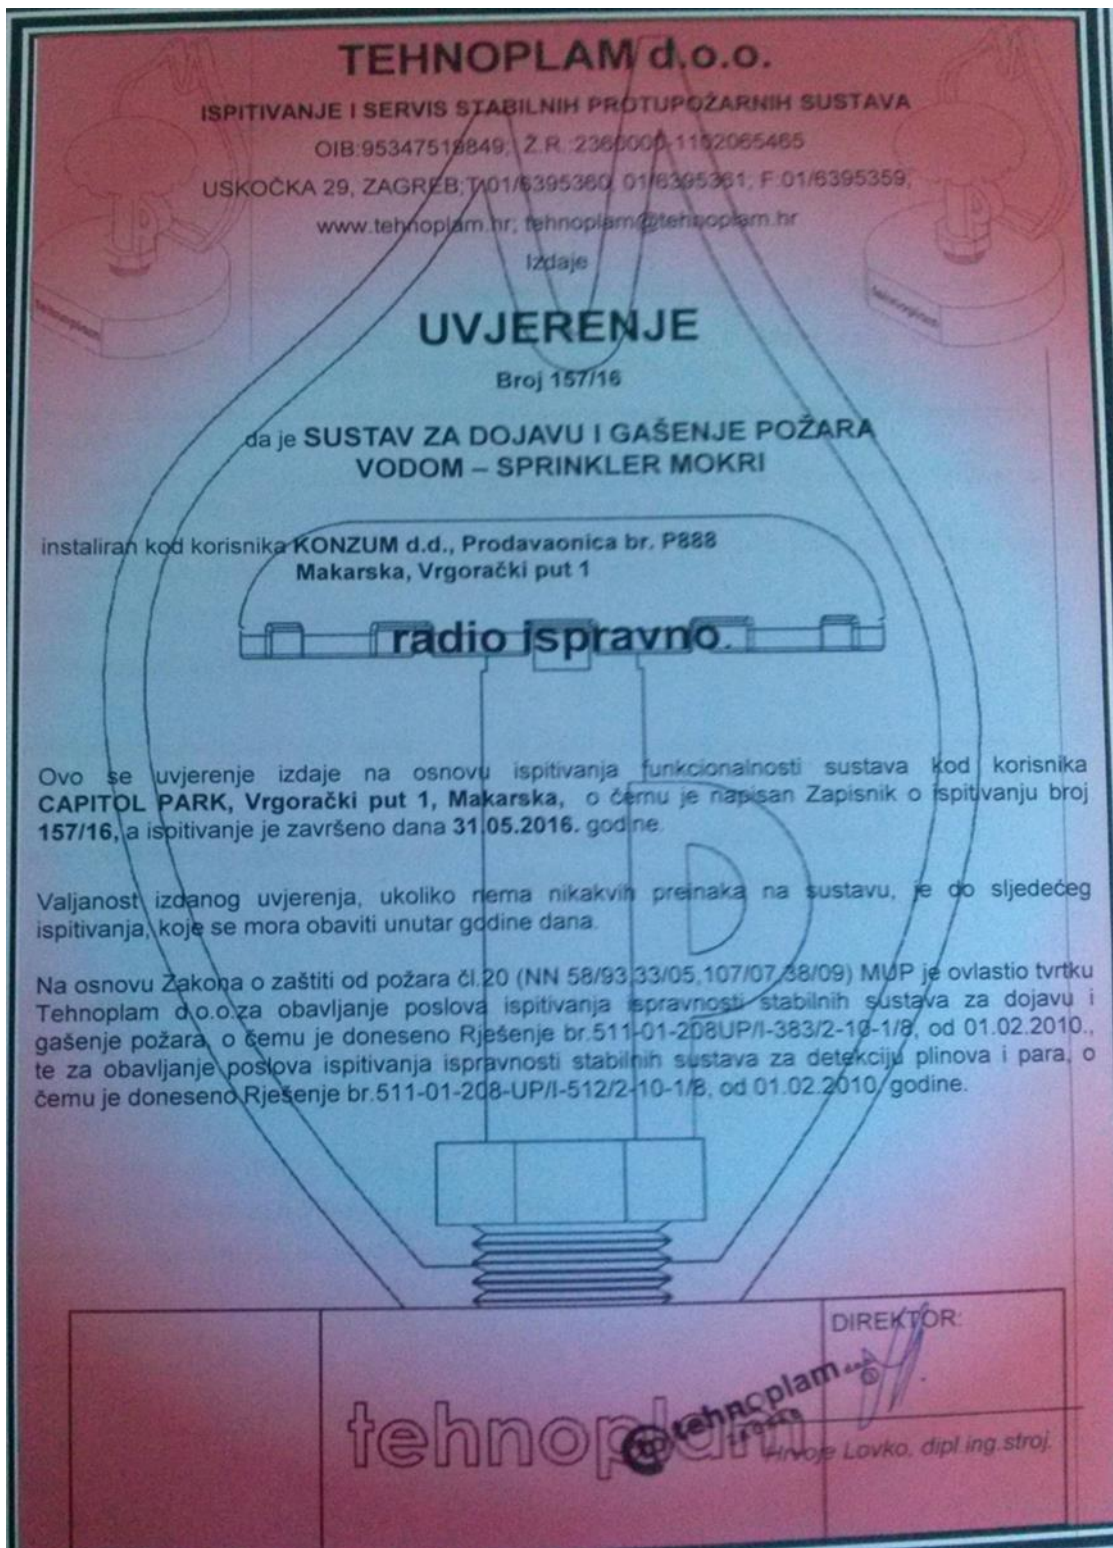 TEHNOPLAM d.o.o.
ISPITIVANJE I SERVIS STABILNIH PROTUPOŽARNIH SUSTAVA
OIB:95347519849; Ž.R.:2360000-1102065465
USKOČKA 29, ZAGREB;T.01/6395360, 01/6395361; F.01/6395359;
www.tehnoplam.hr; tehnoplam@tehnoplam.hr
Izdaje
UVJERENJE
Broj 157/16
da je SUSTAV ZA DOJAVU I GAŠENJE POŽARA
VODOM – SPRINKLER MOKRI
instaliran kod korisnika KONZUM d.d., Prodavaonica br. P888
Makarska, Vrgorački put 1
radio ispravno.
Ovo se uvjerenje izdaje na osnovu ispitivanja funkcionalnosti sustava kod korisnika
CAPITOL PARK, Vrgorački put 1, Makarska, o čemu je napisan Zapisnik o ispitivanju broj
157/16, a ispitivanje je završeno dana 31.05.2016. godine.
Valjanost izdanog uvjerenja, ukoliko nema nikakvih preinaka na sustavu, je do sljedećeg
ispitivanja, koje se mora obaviti unutar godine dana.
Na osnovu Zakona o zaštiti od požara čl.20 (NN 58/93,33/05,107/07,38/09) MUP je ovlastio tvrtku
Tehnoplam d.o.o.za obavljanje poslova ispitivanja ispravnosti stabilnih sustava za dojavu i
gašenje požara, o čemu je doneseno Rješenje br.511-01-208UP/I-383/2-10-1/8, od 01.02.2010.,
te za obavljanje poslova ispitivanja ispravnosti stabilnih sustava za detekciju plinova i para, o
čemu je doneseno Rješenje br.511-01-208-UP/I-512/2-10-1/8, od 01.02.2010 godine.
DIREKTOR:
tehnoplam d.o.o.
ZAGREB
tehnoplam
Hrvoje Lovko, dipl.ing.stroj.